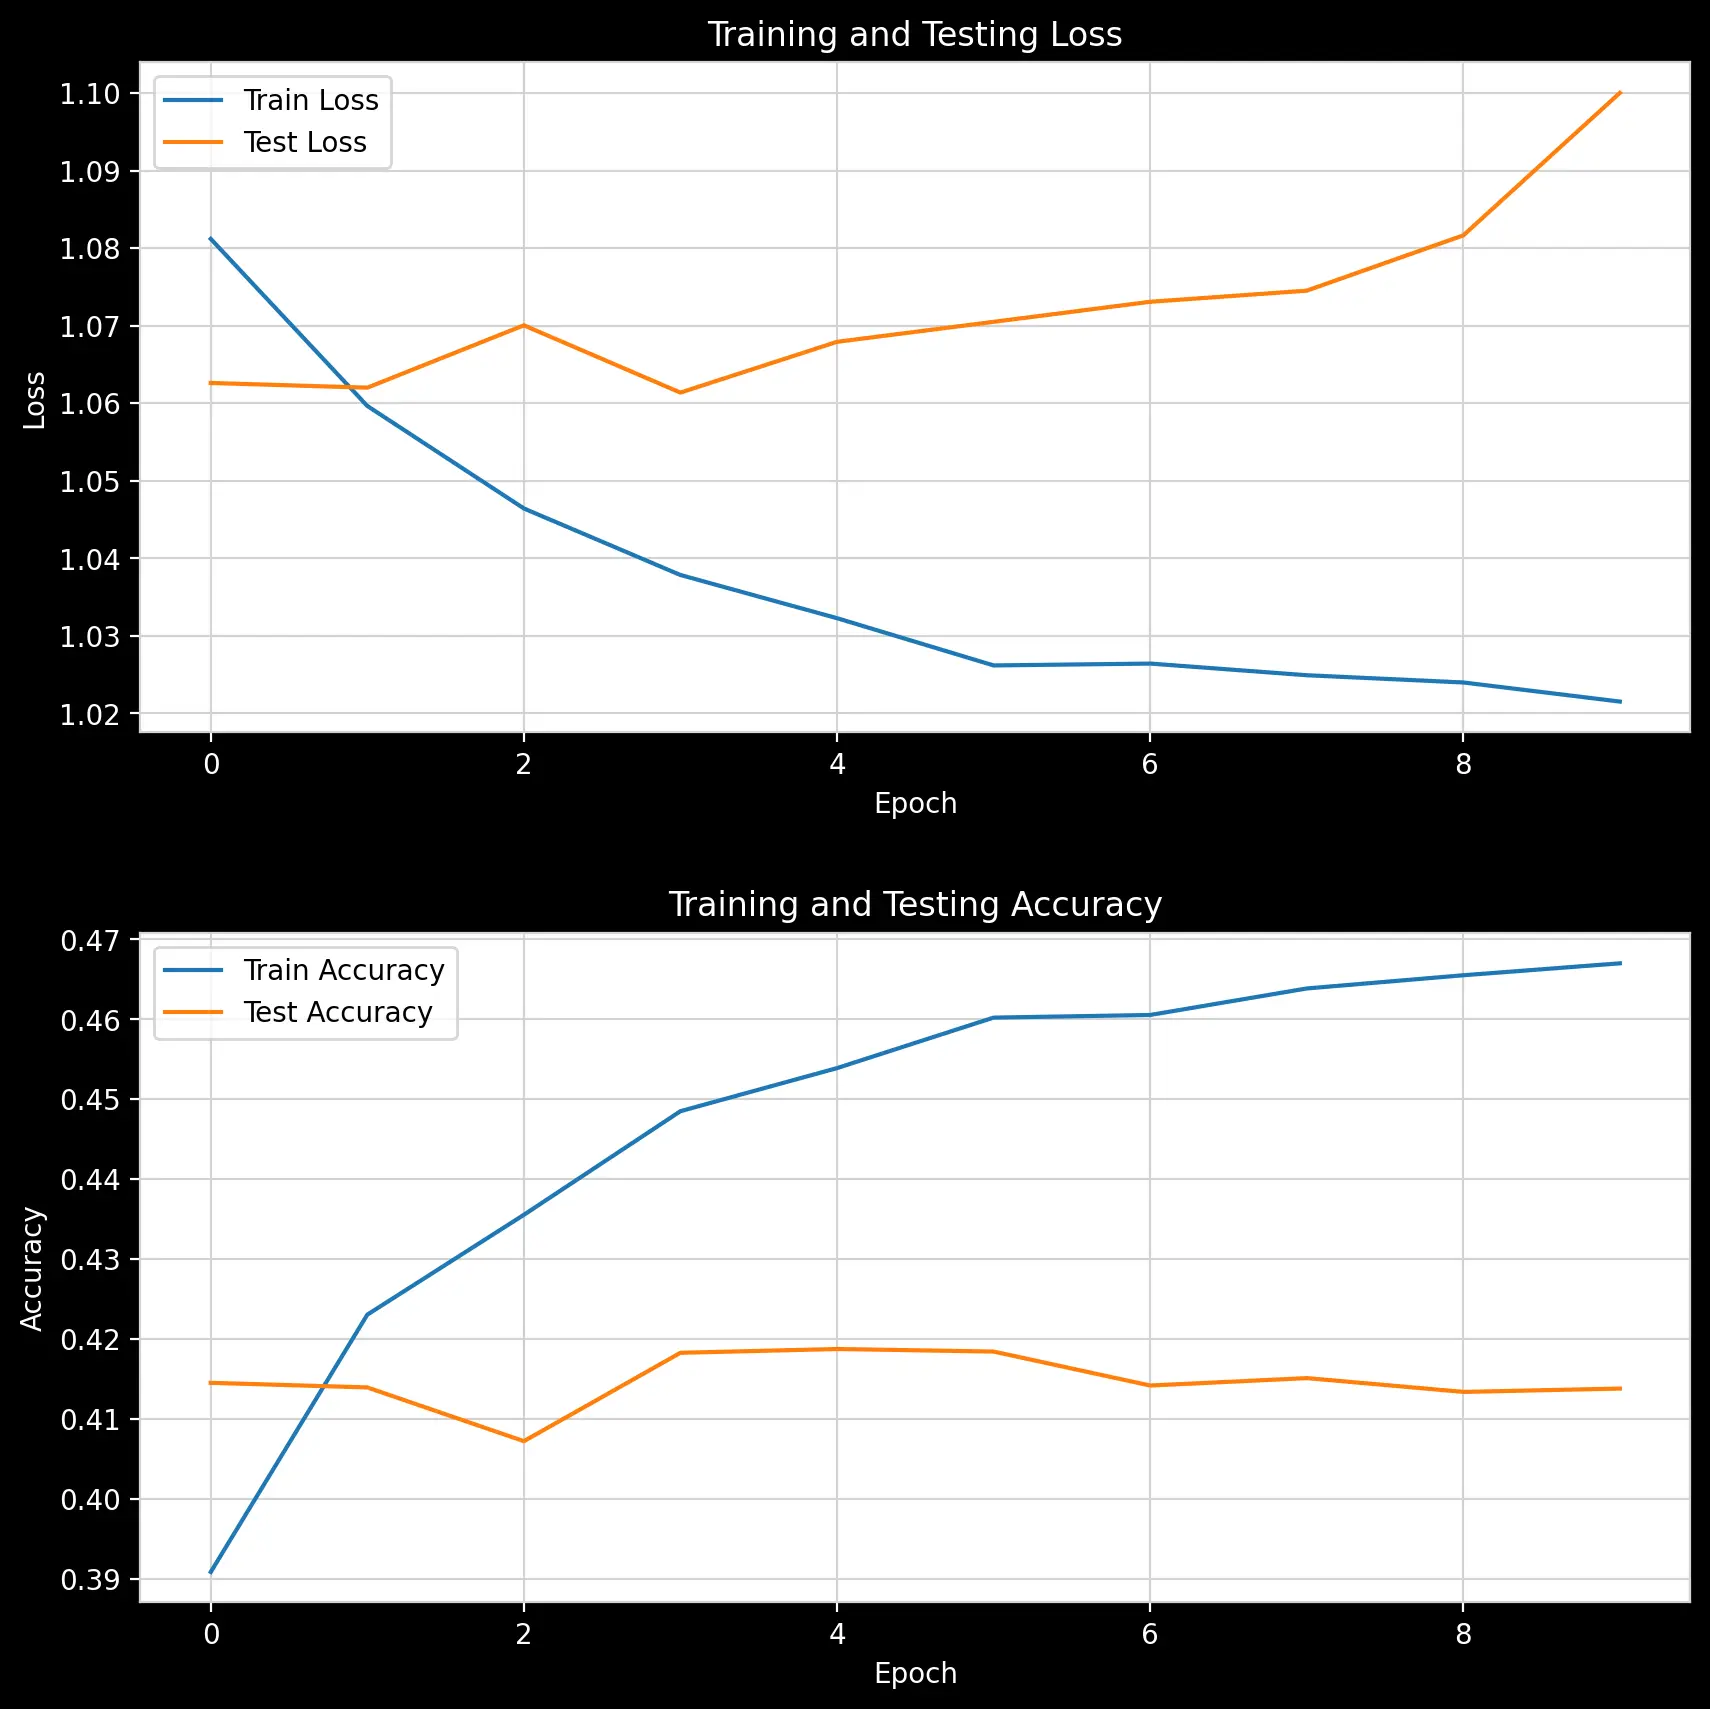 Training and Testing Loss
Train Loss
Test Loss
1.10
1.09
1.08
1.07
1.06
1.05
1.04
1.03
1.02
Loss
0 2 4 6 8
Epoch
Training and Testing Accuracy
Train Accuracy
Test Accuracy
0.47
0.46
0.45
0.44
0.43
0.42
0.41
0.40
0.39
Accuracy
0 2 4 6 8
Epoch